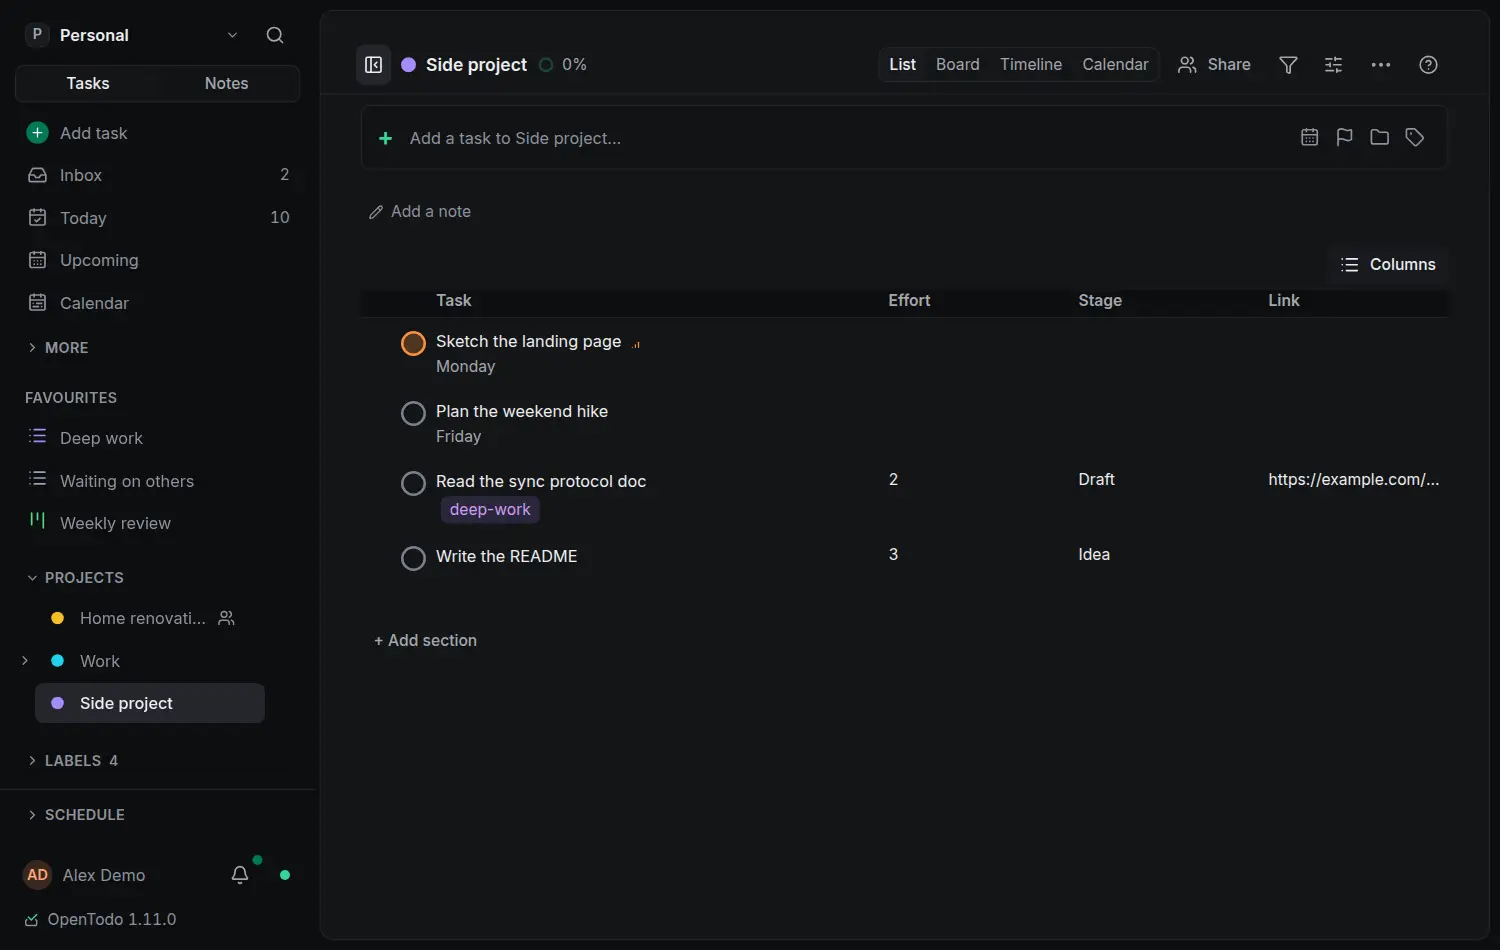 P Personal
Tasks Notes
Add task
Inbox 2
Today 10
Upcoming
Calendar
MORE
FAVOURITES
Deep work
Waiting on others
Weekly review
PROJECTS
Home renovati...
Work
Side project
LABELS 4
SCHEDULE
AD Alex Demo
OpenTodo 1.11.0
Side project 0%
List Board Timeline Calendar Share
+ Add a task to Side project...
Add a note
Columns
Task Effort Stage Link
Sketch the landing page
Monday
Plan the weekend hike
Friday
Read the sync protocol doc 2 Draft https://example.com/...
deep-work
Write the README 3 Idea
+ Add section